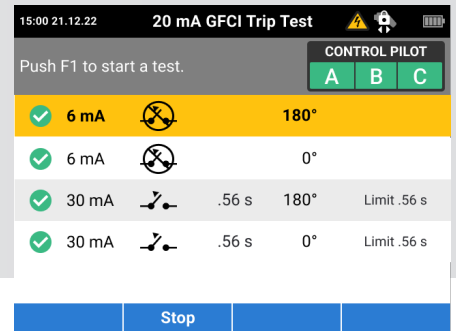 15:00 21.12.22 20 mA GFCI Trip Test
CONTROL PILOT
Push F1 to start a test.
A B C
6 mA 180°
6 mA 0°
30 mA .56 s 180° Limit .56 s
30 mA .56 s 0° Limit .56 s
Stop